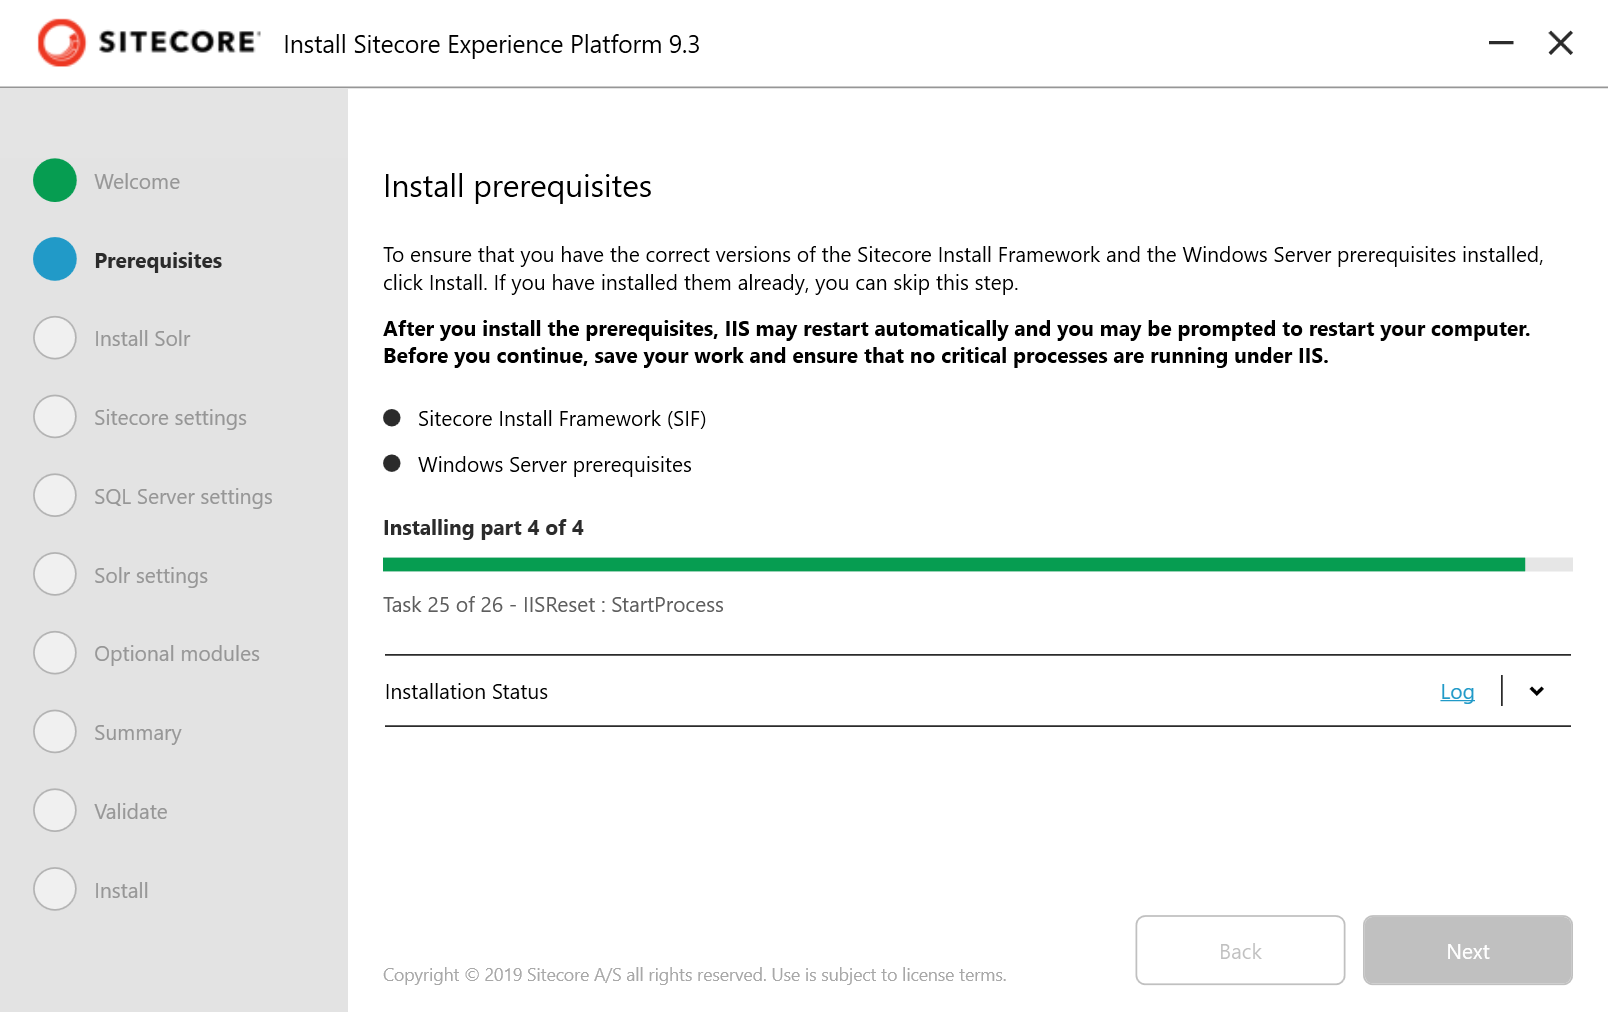 SITECORE
Install Sitecore Experience Platform 9.3
Welcome
Prerequisites
Install Solr
Sitecore settings
SQL Server settings
Solr settings
Optional modules
Summary
Validate
Install
Install prerequisites
To ensure that you have the correct versions of the Sitecore Install Framework and the Windows Server prerequisites installed,
click Install. If you have installed them already, you can skip this step.
After you install the prerequisites, IIS may restart automatically and you may be prompted to restart your computer.
Before you continue, save your work and ensure that no critical processes are running under IIS.
Sitecore Install Framework (SIF)
Windows Server prerequisites
Installing part 4 of 4
Task 25 of 26 - IISReset : StartProcess
Installation Status
Log
Back
Next
Copyright © 2019 Sitecore A/S all rights reserved. Use is subject to license terms.